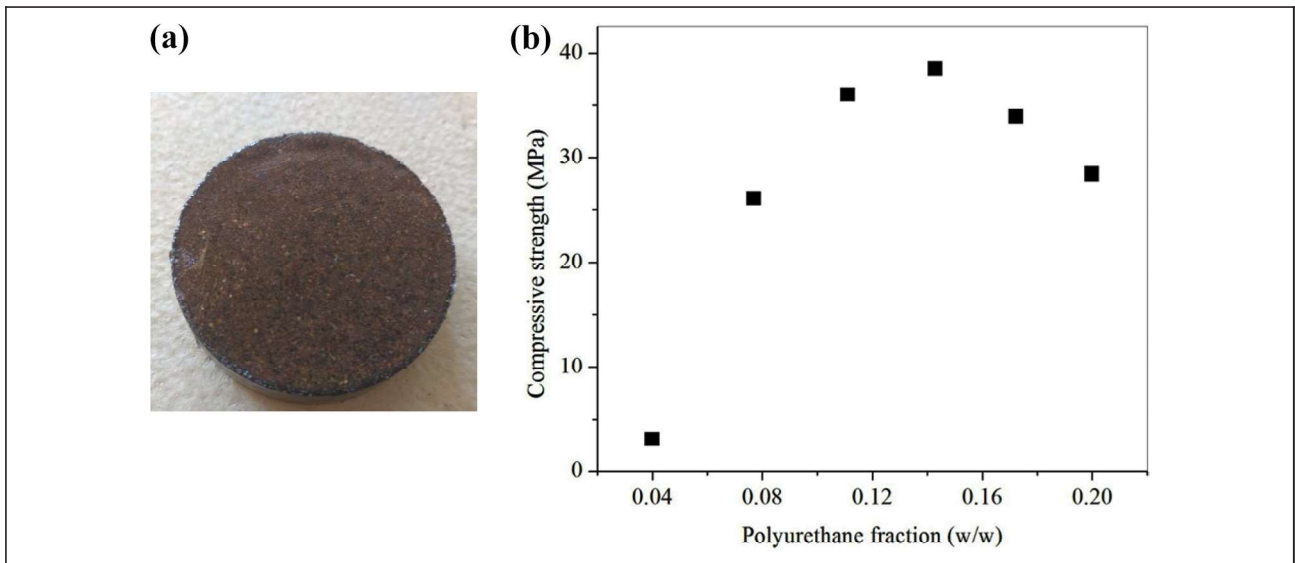 (a)
(b)
40
30
20
10
0
Compressive strength (MPa)
0.04 0.08 0.12 0.16 0.20
Polyurethane fraction (w/w)